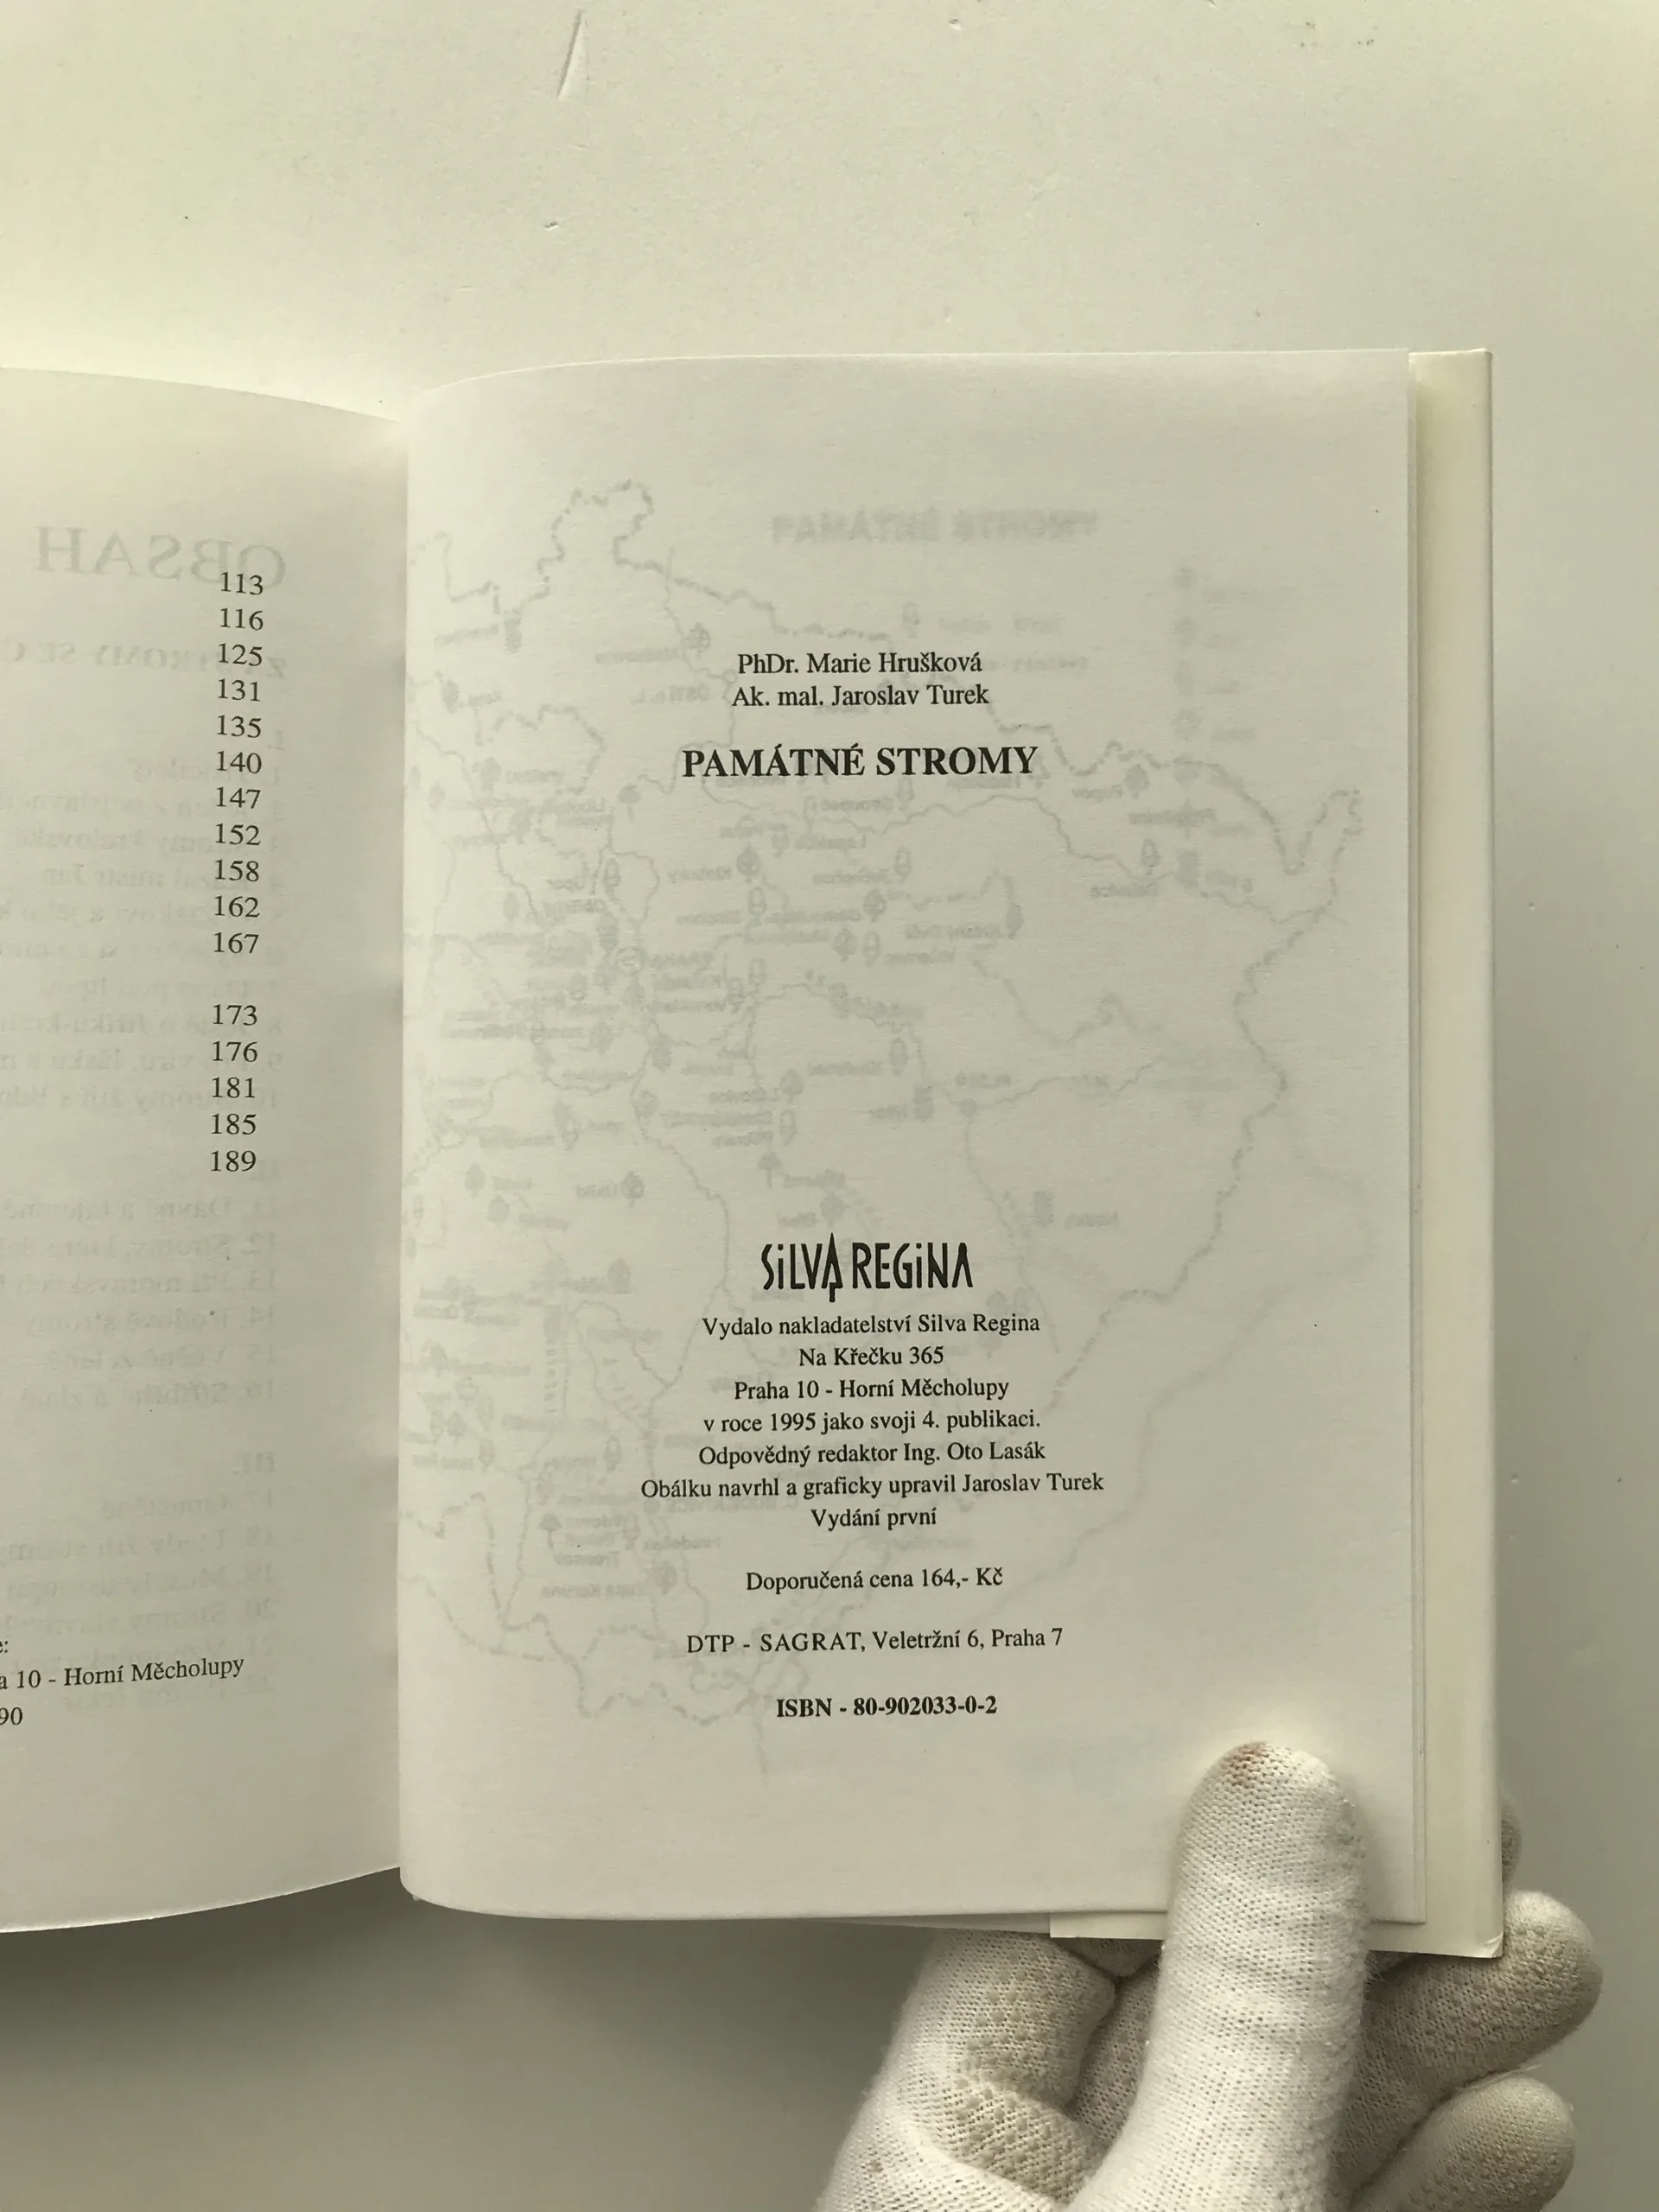 113
116
125
131
135
140
147
152
158
162
167
173
176
181
185
189
10 - Horní Měcholupy
90
PhDr. Marie Hrušková
Ak. mal. Jaroslav Turek
PAMÁTNÉ STROMY
SiLVA REGiNA
Vydalo nakladatelství Silva Regina
Na Křečku 365
Praha 10 - Horní Měcholupy
v roce 1995 jako svoji 4. publikaci.
Odpovědný redaktor Ing. Oto Lasák
Obálku navrhl a graficky upravil Jaroslav Turek
Vydání první
Doporučená cena 164,- Kč
DTP - SAGRAT, Veletržní 6, Praha 7
ISBN - 80-902033-0-2